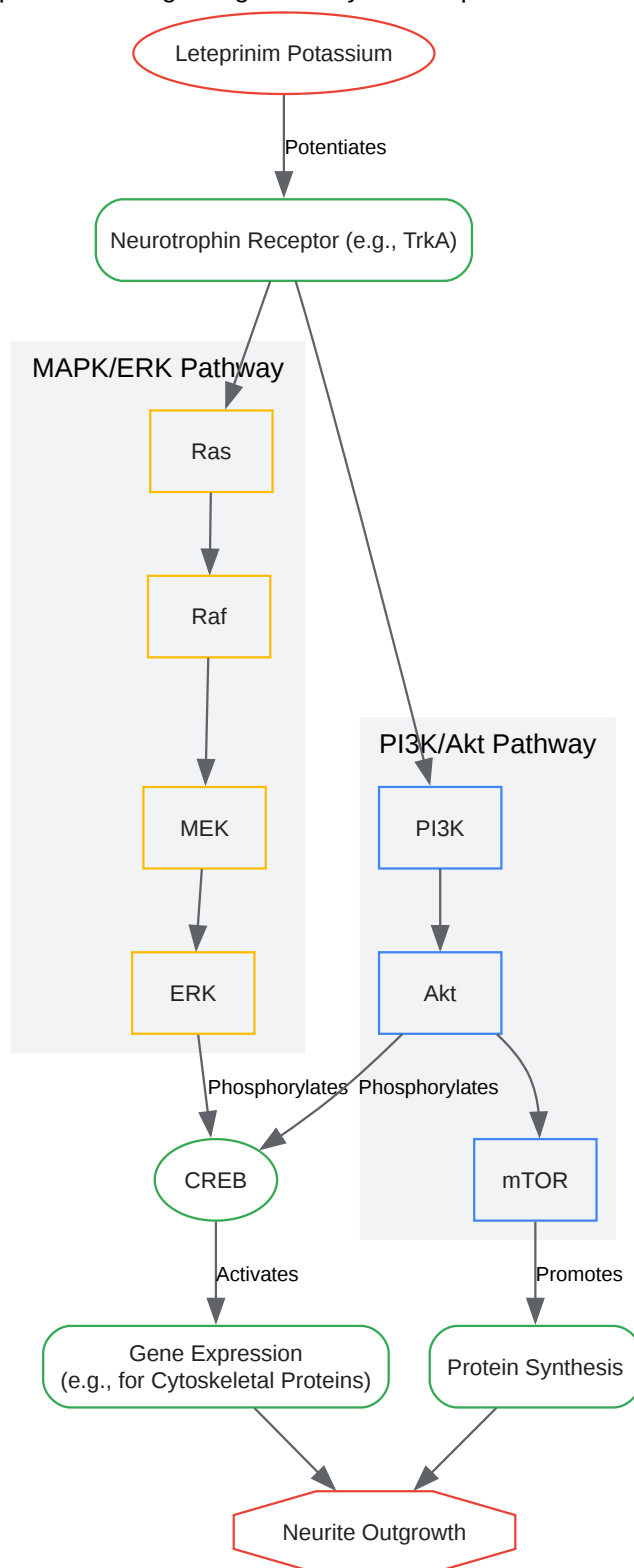 Leteprinim Potassium
Potentiates
Neurotrophin Receptor (e.g., TrkA)
MAPK/ERK Pathway
Ras
Raf
PI3K/Akt Pathway
MEK
PI3K
ERK
Akt
Phosphorylates
Phosphorylates
CREB
mTOR
Activates
Promotes
Gene Expression
(e.g., for Cytoskeletal Proteins)
Protein Synthesis
Neurite Outgrowth